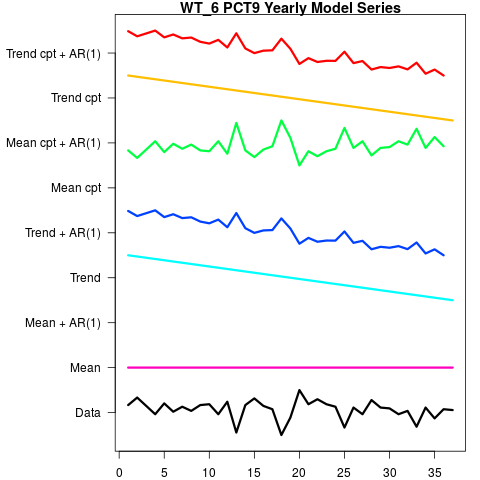 WT_6 PCT9 Yearly Model Series
Trend cpt + AR(1)
Trend cpt
Mean cpt + AR(1)
Mean cpt
Trend + AR(1)
Trend
Mean + AR(1)
Mean
Data
0 5 10 15 20 25 30 35